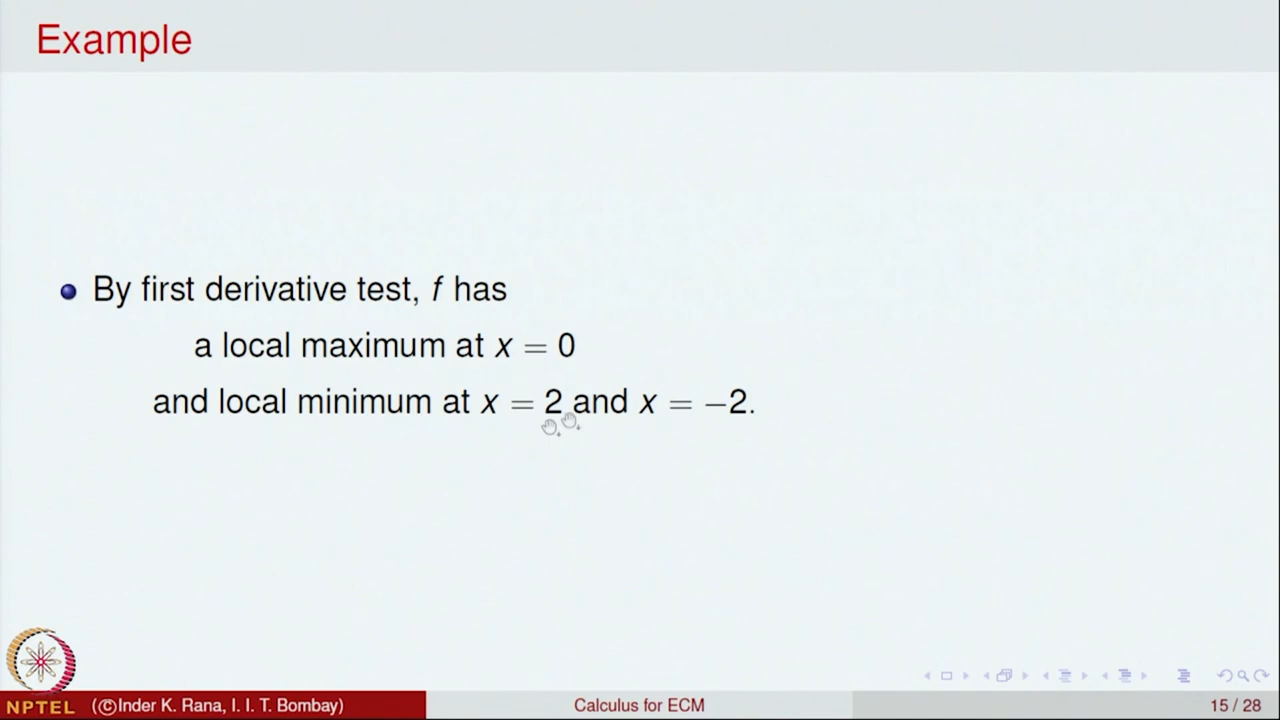 Example
By first derivative test, f has
a local maximum at x = 0
and local minimum at x = 2 and x = −2.
NPTEL
(©Inder K. Rana, I. I. T. Bombay)
Calculus for ECM
15 / 28